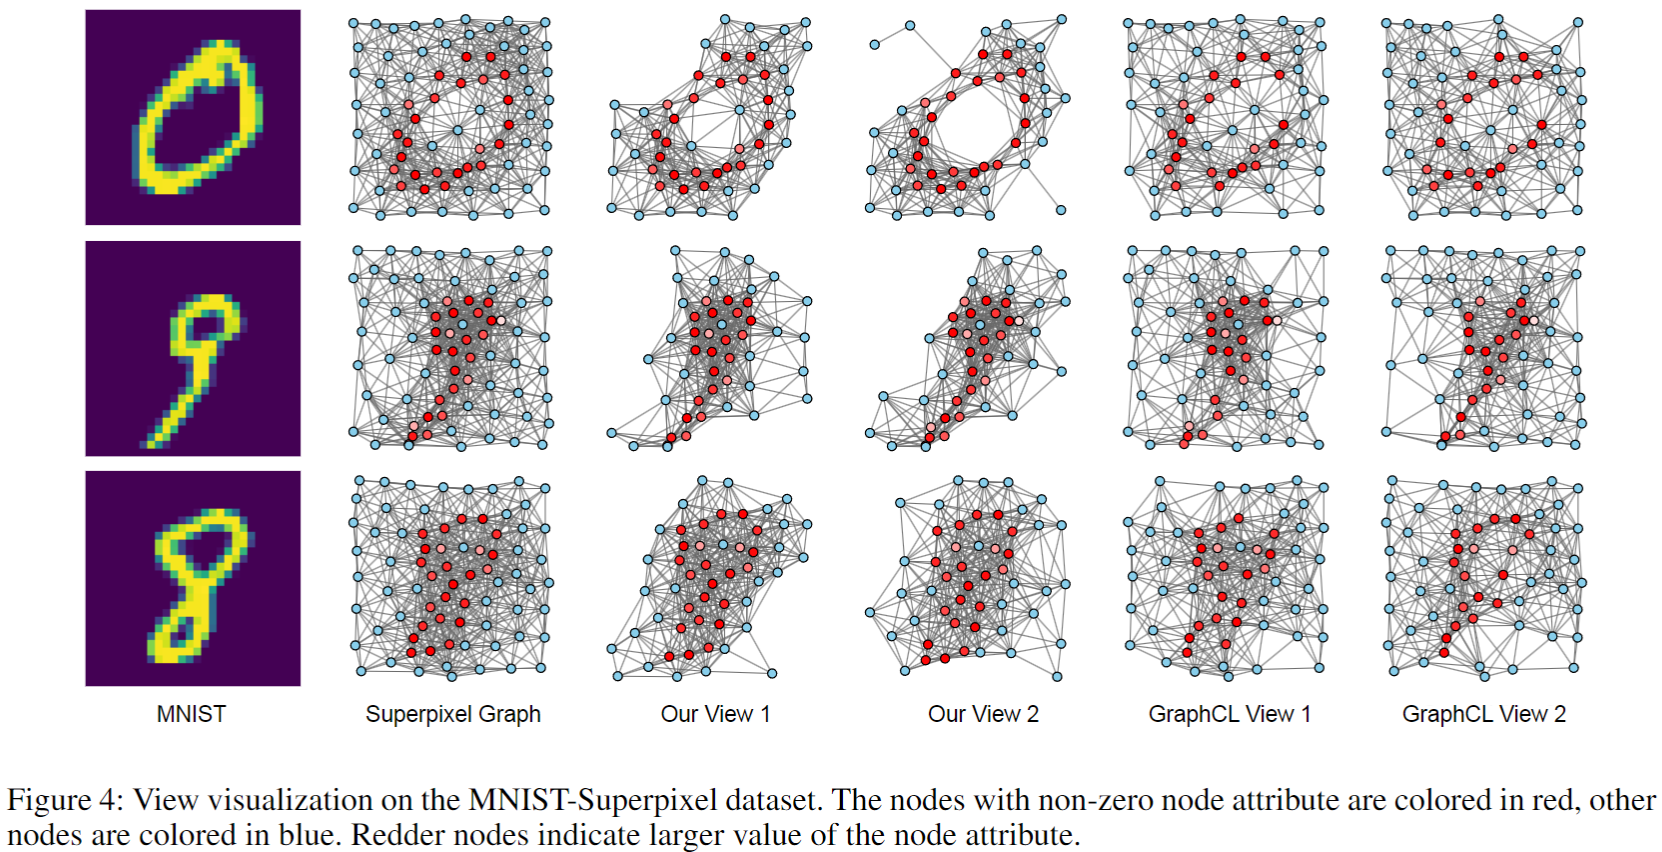 MNIST
Superpixel Graph
Our View 1
Our View 2
GraphCL View 1
GraphCL View 2
Figure 4: View visualization on the MNIST-Superpixel dataset. The nodes with non-zero node attribute are colored in red, other
nodes are colored in blue. Redder nodes indicate larger value of the node attribute.